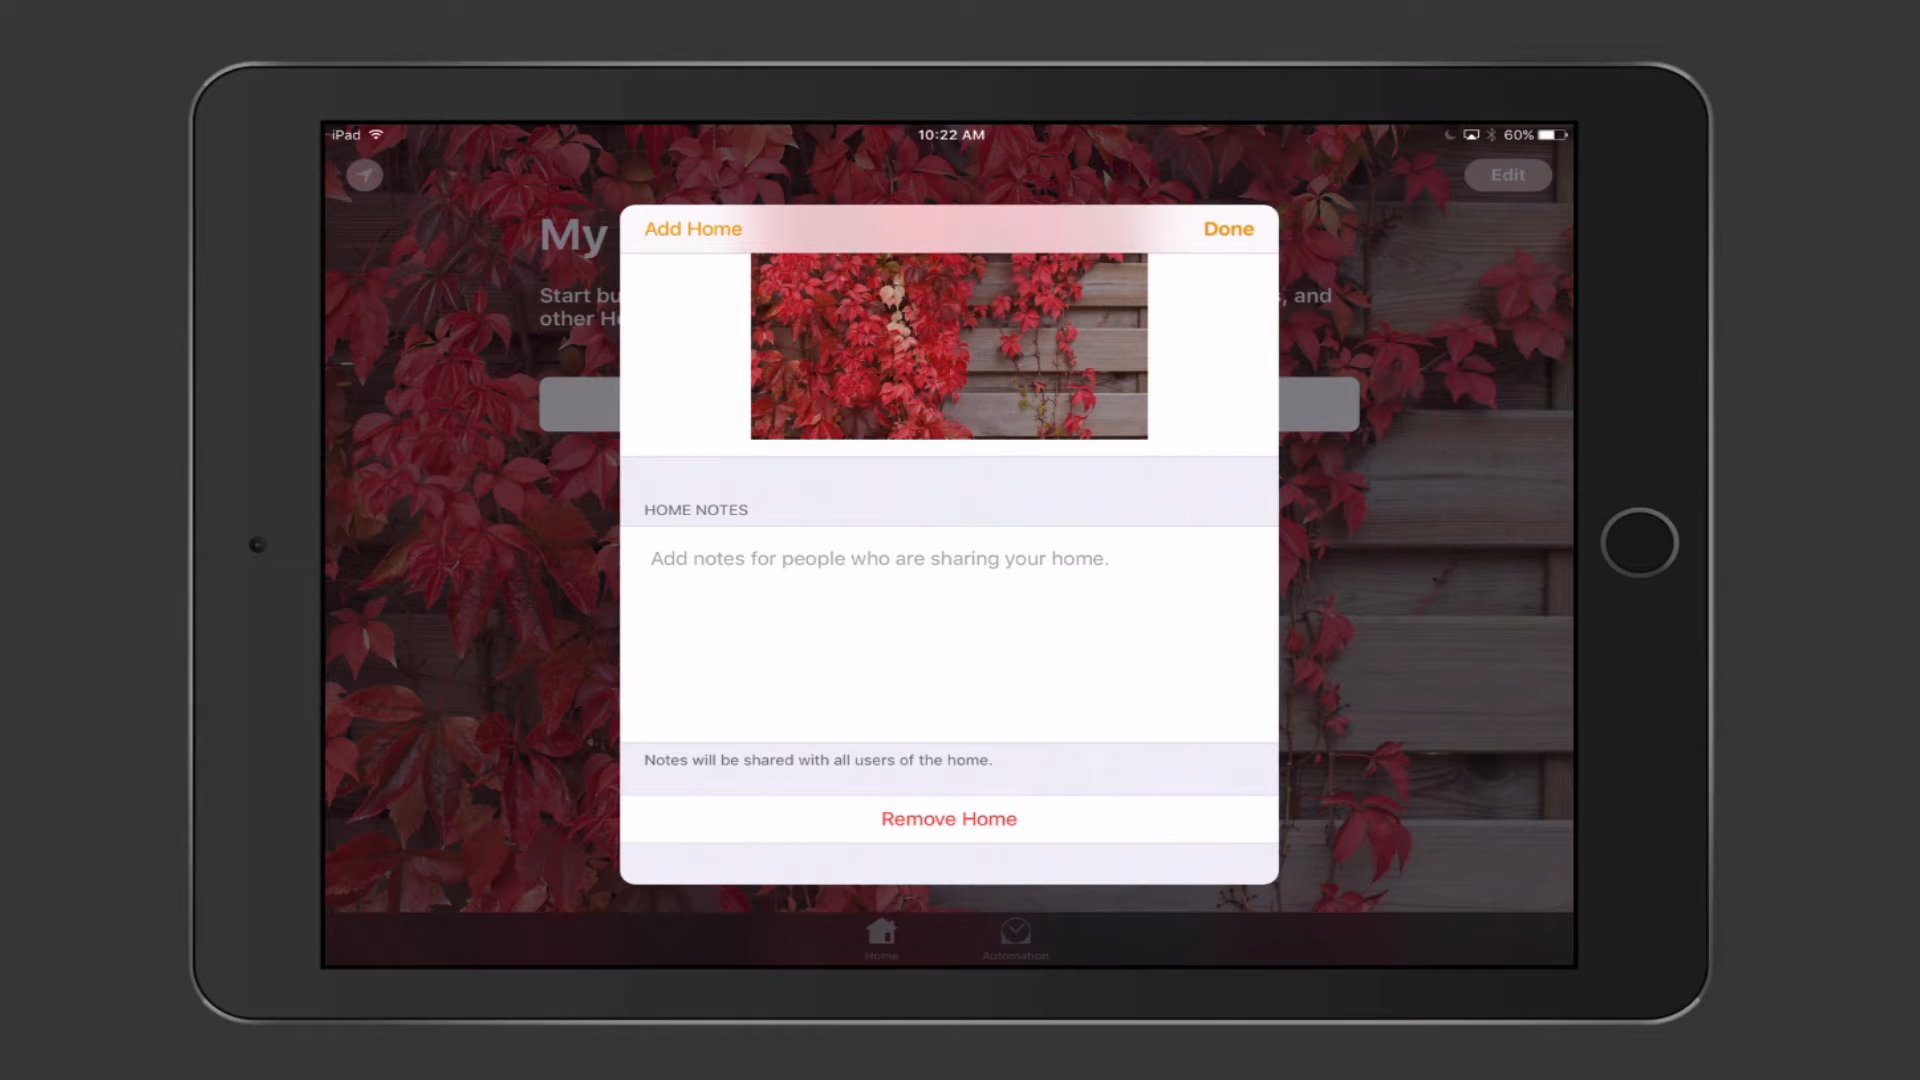 iPad
10:22 AM
60%
Edit
My
Add Home
Done
Start bu
, and
other H
HOME NOTES
Add notes for people who are sharing your home.
Notes will be shared with all users of the home.
Remove Home
Home
Automation